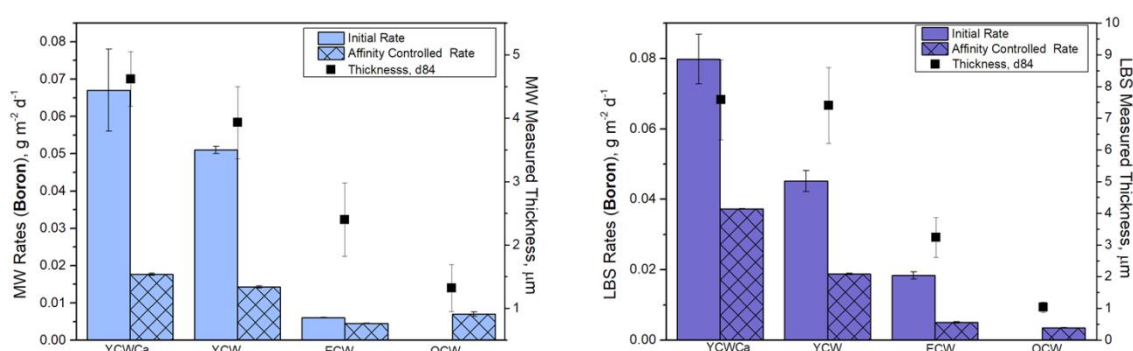 MW Rates (Boron), g m-2 d-1
0.08
0.07
0.06
0.05
0.04
0.03
0.02
0.01
0.00
Initial Rate
Affinity Controlled Rate
Thicknesss, d84
5
4
3
2
1
MW Measured Thickness, μm
YCWCa YCW ECW OCW
LBS Rates (Boron), g m-2 d-1
0.08
0.06
0.04
0.02
0.00
Initial Rate
Affinity Controlled Rate
Thickness, d84
10
9
8
7
6
5
4
3
2
1
0
LBS Measured Thickness, μm
YCWCa YCW ECW OCW